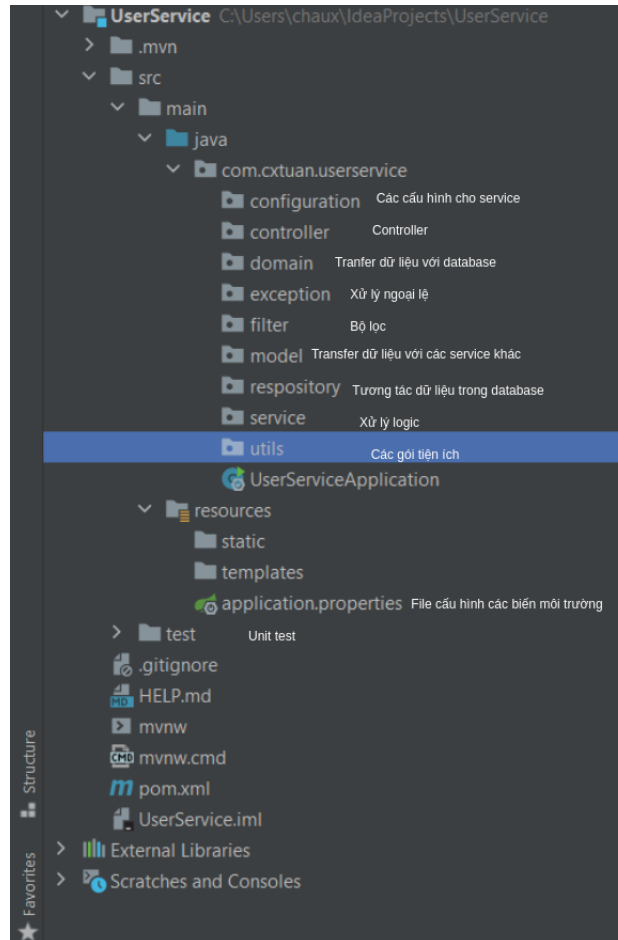 UserService C:\Users\chaux\IdeaProjects\UserService
.mvn
src
main
java
com.cxtuan.userservice
configuration Các cấu hình cho service
controller Controller
domain Tranfer dữ liệu với database
exception Xử lý ngoại lệ
filter Bộ lọc
model Transfer dữ liệu với các service khác
respository Tương tác dữ liệu trong database
service Xử lý logic
utils Các gói tiện ích
UserServiceApplication
resources
static
templates
application.properties File cấu hình các biến môi trường
test Unit test
.gitignore
HELP.md
mvnw
mvnw.cmd
pom.xml
UserService.iml
External Libraries
Scratches and Consoles
Structure
Favorites